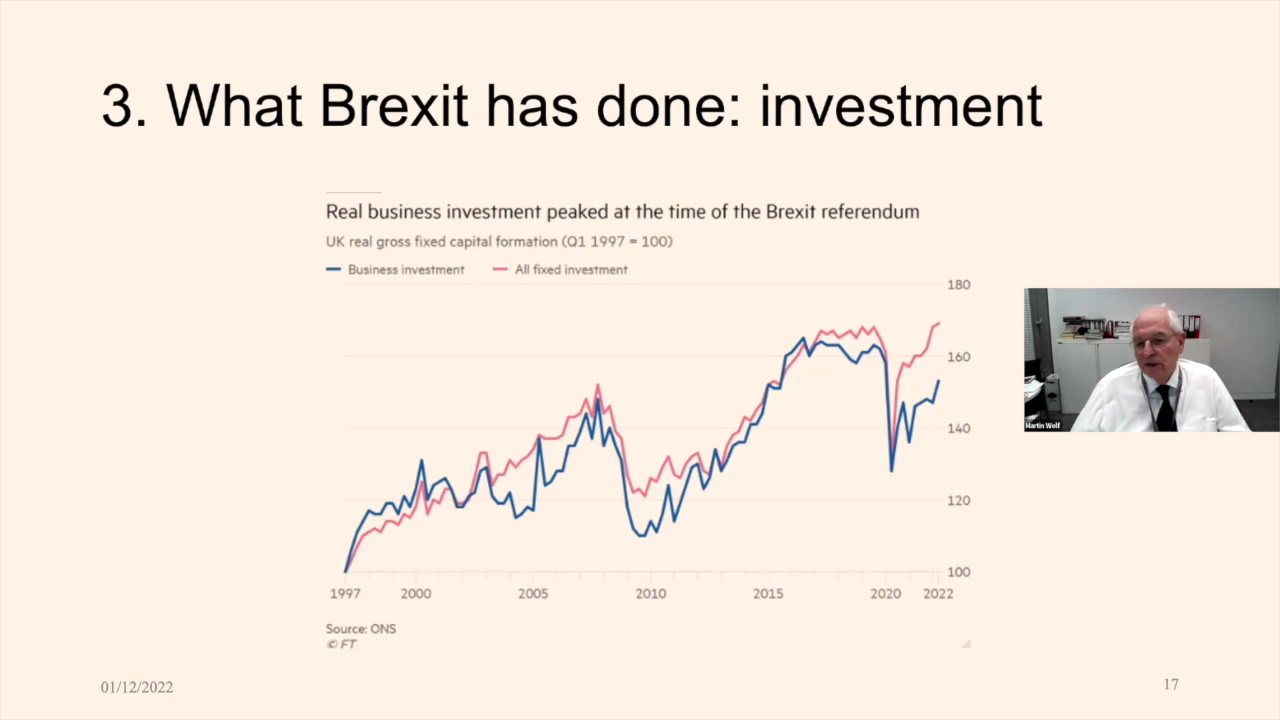 3. What Brexit has done: investment
Real business investment peaked at the time of the Brexit referendum
UK real gross fixed capital formation (Q1 1997 = 100)
Business investment All fixed investment
180
160
140
120
100
1997 2000 2005 2010 2015 2020 2022
Source: ONS
© FT
Martin Wolf
01/12/2022 17